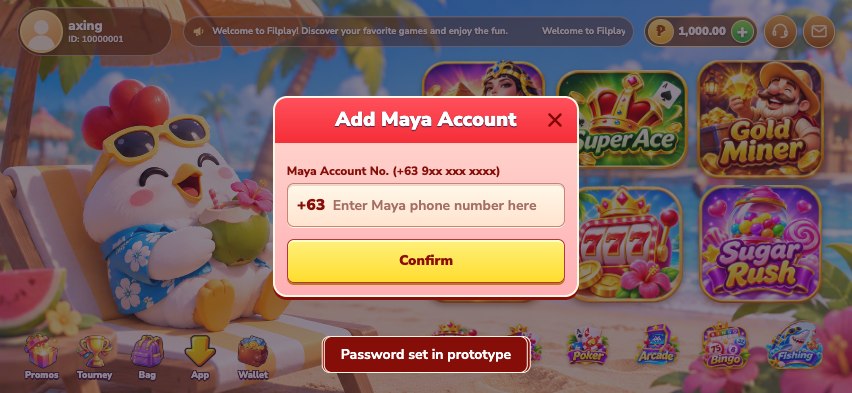 axing
ID: 10000001
Welcome to Filplay! Discover your favorite games and enjoy the fun.
Welcome to Filplay
1,000.00
Add Maya Account
Maya Account No. (+63 9xx xxx xxxx)
+63 Enter Maya phone number here
Confirm
Super Ace
Gold Miner
777
Sugar Rush
Password set in prototype
Promos
Tourney
Bag
App
Wallet
Poker
Arcade
Bingo
Fishing